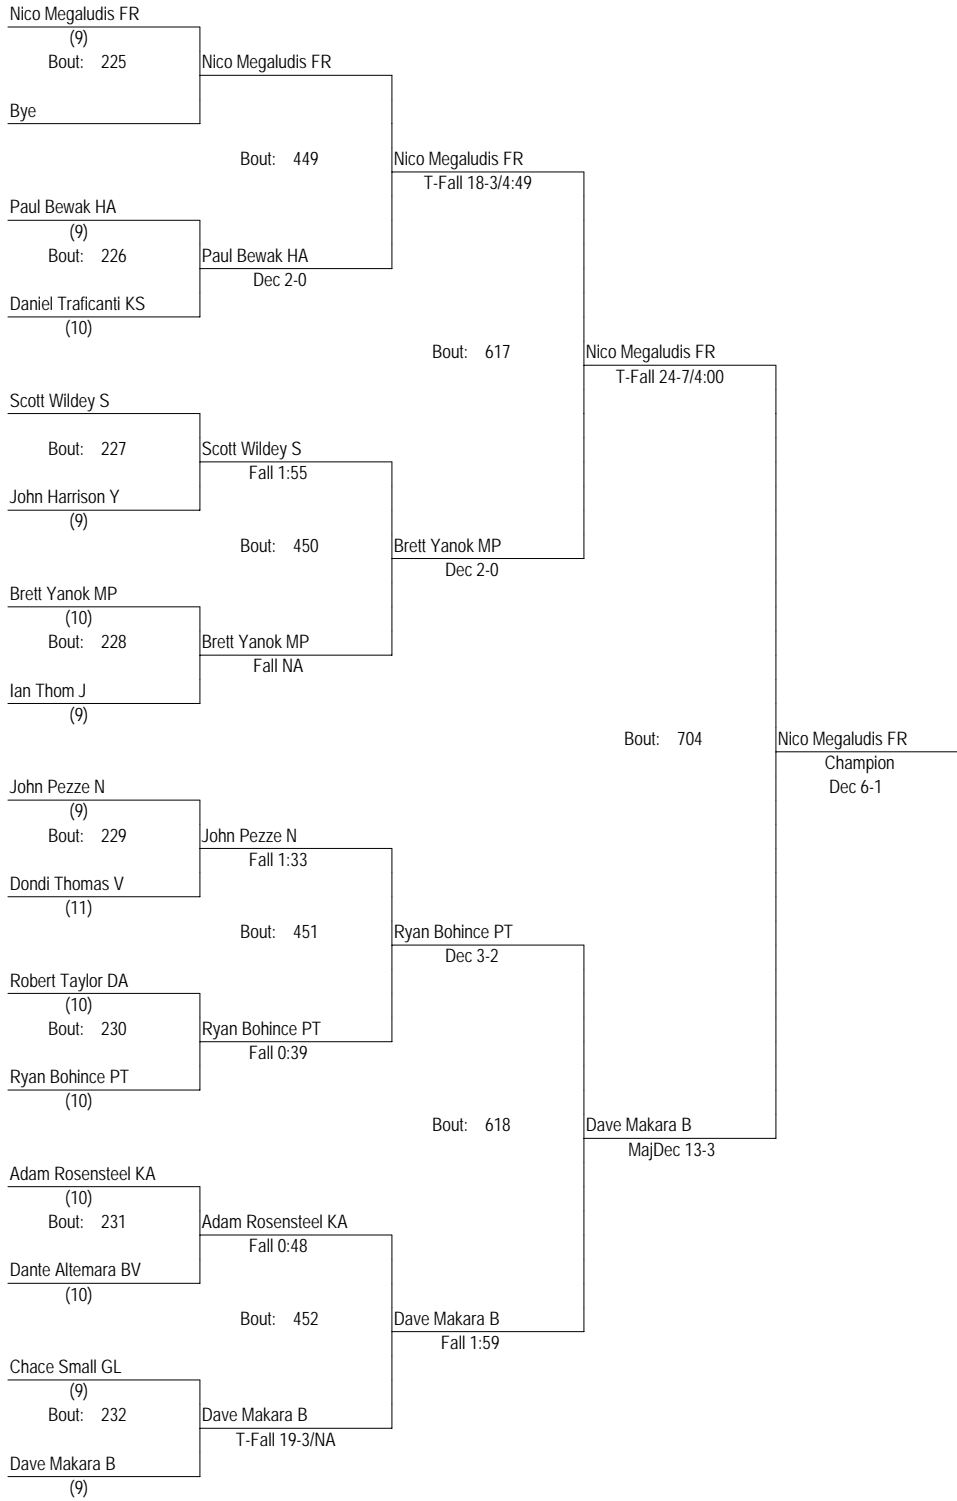 Nico Megaludis FR
(9)
Bout: 225
Nico Megaludis FR
Bye
Bout: 449
Nico Megaludis FR
T-Fall 18-3/4:49
Paul Bewak HA
(9)
Bout: 226
Paul Bewak HA
Dec 2-0
Daniel Traficanti KS
(10)
Bout: 617
Nico Megaludis FR
T-Fall 24-7/4:00
Scott Wildey S
Bout: 227
Scott Wildey S
Fall 1:55
John Harrison Y
(9)
Bout: 450
Brett Yanok MP
Dec 2-0
Brett Yanok MP
(10)
Bout: 228
Brett Yanok MP
Fall NA
Ian Thom J
(9)
Bout: 704
Nico Megaludis FR
Champion
Dec 6-1
John Pezze N
(9)
Bout: 229
John Pezze N
Fall 1:33
Dondi Thomas V
(11)
Bout: 451
Ryan Bohince PT
Dec 3-2
Robert Taylor DA
(10)
Bout: 230
Ryan Bohince PT
Fall 0:39
Ryan Bohince PT
(10)
Bout: 618
Dave Makara B
MajDec 13-3
Adam Rosensteel KA
(10)
Bout: 231
Adam Rosensteel KA
Fall 0:48
Dante Altemara BV
(10)
Bout: 452
Dave Makara B
Fall 1:59
Chace Small GL
(9)
Bout: 232
Dave Makara B
T-Fall 19-3/NA
Dave Makara B
(9)